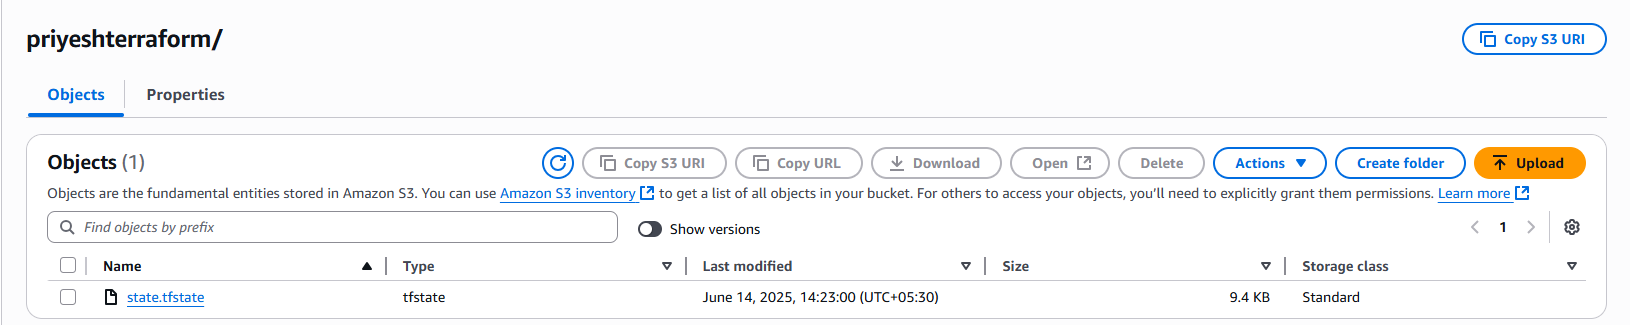 priyeshterraform/
Copy S3 URI
Objects Properties
Objects (1) Copy S3 URI Copy URL Download Open Delete Actions Create folder Upload
Objects are the fundamental entities stored in Amazon S3. You can use Amazon S3 inventory to get a list of all objects in your bucket. For others to access your objects, you’ll need to explicitly grant them permissions. Learn more
Find objects by prefix Show versions 1
Name Type Last modified Size Storage class
state.tfstate tfstate June 14, 2025, 14:23:00 (UTC+05:30) 9.4 KB Standard